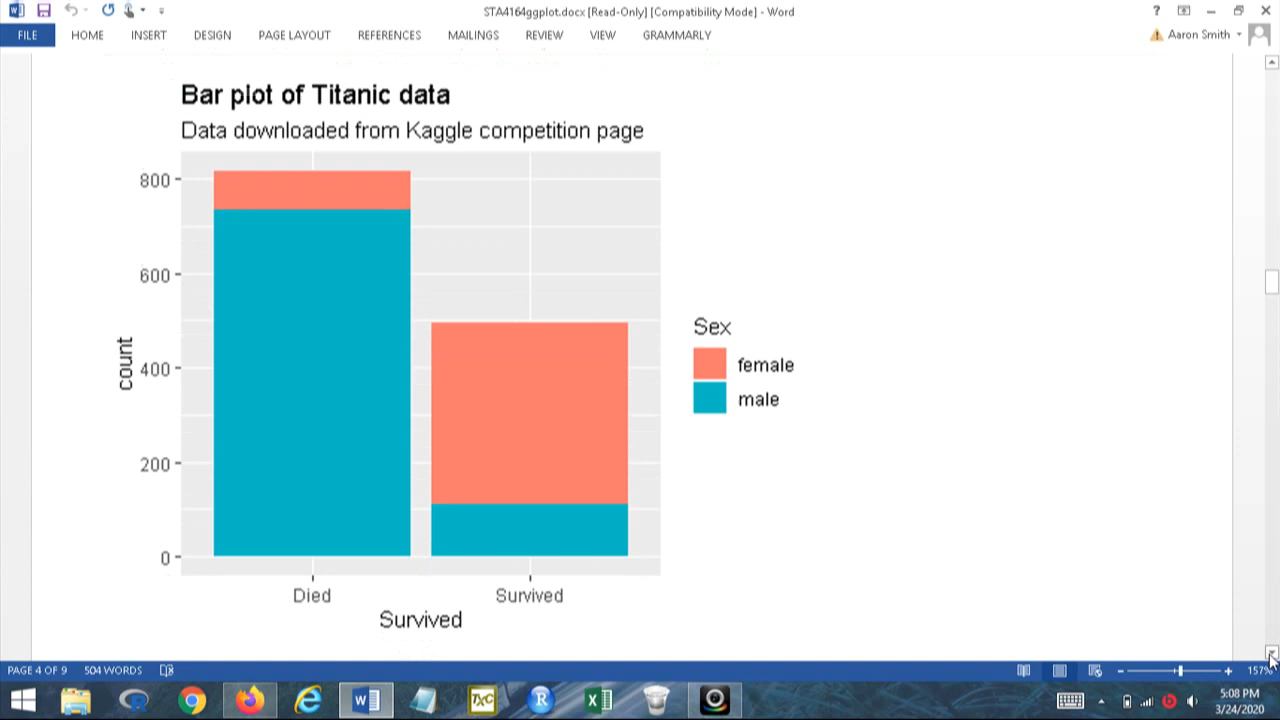 STA4164ggplot.docx [Read-Only] [Compatibility Mode] - Word
?
FILE HOME INSERT DESIGN PAGE LAYOUT REFERENCES MAILINGS REVIEW VIEW GRAMMARLY Aaron Smith
Bar plot of Titanic data
Data downloaded from Kaggle competition page
800
600
400
200
0
count
Died Survived
Survived
Sex
female
male
PAGE 4 OF 9 504 WORDS 157%
TXC
5:08 PM
3/24/2020